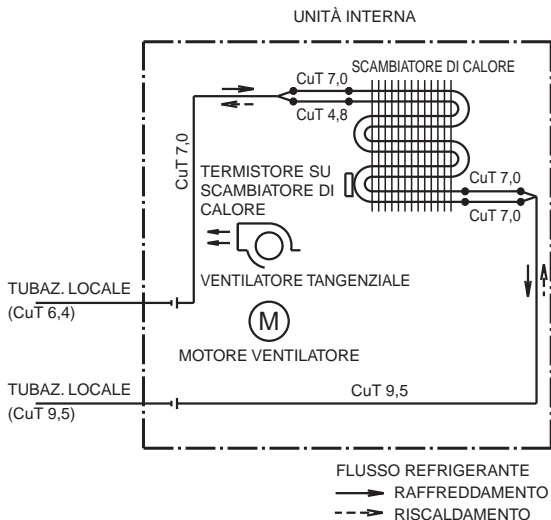 UNITÀ INTERNA
SCAMBIATORE DI CALORE
CuT 7,0
CuT 4,8
CuT 7,0
TERMISTORE SU
SCAMBIATORE DI
CALORE
CuT 7,0
CuT 7,0
VENTILATORE TANGENZIALE
TUBAZ. LOCALE
(CuT 6,4)
M
MOTORE VENTILATORE
TUBAZ. LOCALE
(CuT 9,5)
CuT 9,5
FLUSSO REFRIGERANTE
RAFFREDDAMENTO
RISCALDAMENTO